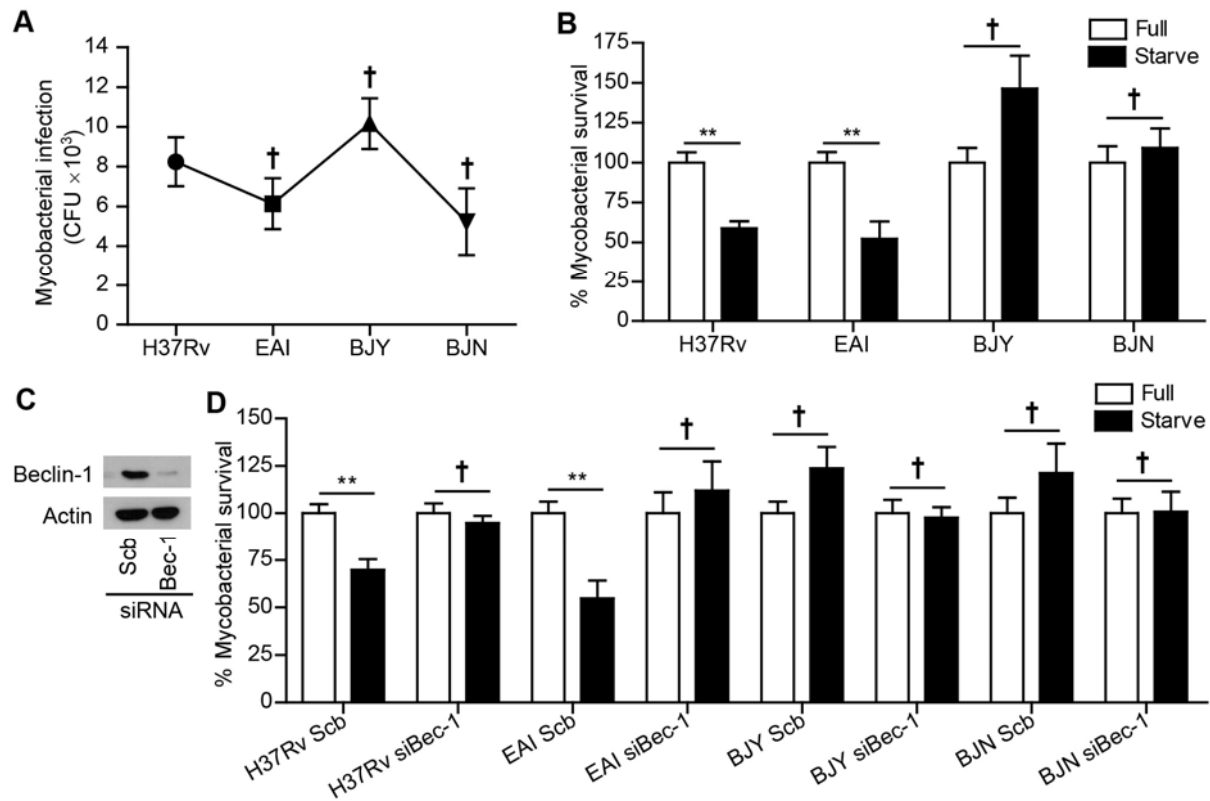 A
Mycobacterial infection
(CFU × 10³)
14
12
10
8
6
4
2
0
†
†
†
H37Rv EAI BJY BJN
B
% Mycobacterial survival
175
150
125
100
75
50
25
0
Full
Starve
**
**
†
†
H37Rv EAI BJY BJN
C
Beclin-1
Actin
Scb
Bec-1
siRNA
D
% Mycobacterial survival
150
125
100
75
50
25
0
Full
Starve
**
†
**
†
†
†
†
†
H37Rv Scb
H37Rv siBec-1
EAI Scb
EAI siBec-1
BJY Scb
BJY siBec-1
BJN Scb
BJN siBec-1